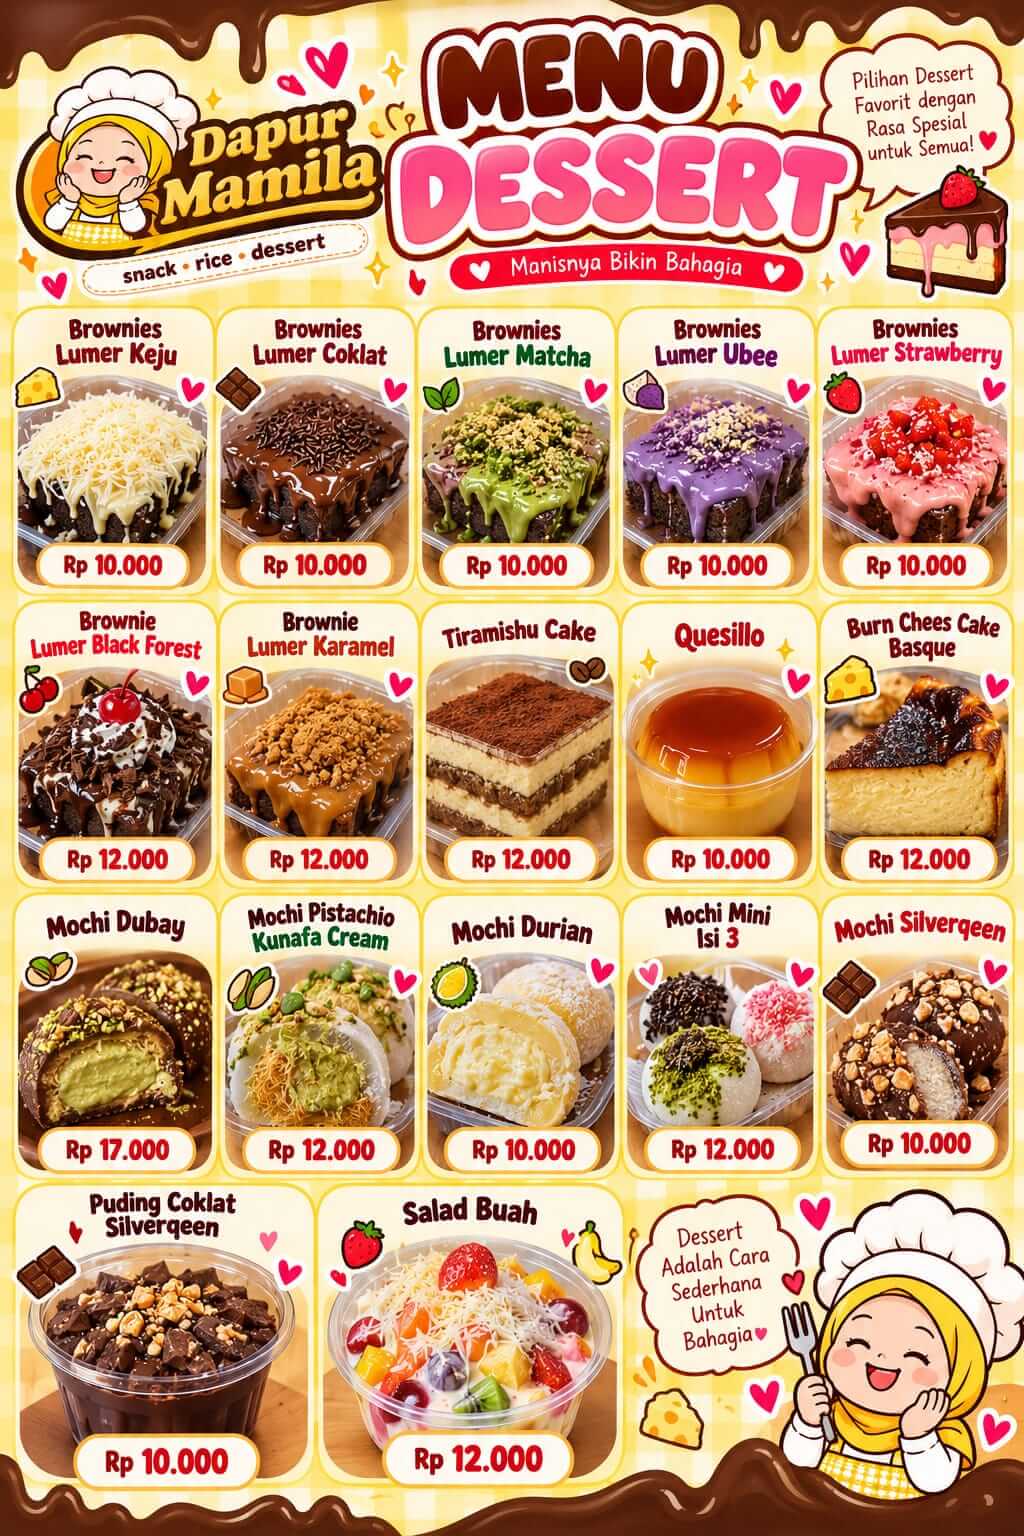 Dapur
Mamila
snack • rice • dessert
MENU
DESSERT
Manisnya Bikin Bahagia
Pilihan Dessert
Favorit dengan
Rasa Spesial
untuk Semua!
Brownies
Lumer Keju
Rp 10.000
Brownies
Lumer Coklat
Rp 10.000
Brownies
Lumer Matcha
Rp 10.000
Brownies
Lumer Ubee
Rp 10.000
Brownies
Lumer Strawberry
Rp 10.000
Brownie
Lumer Black Forest
Rp 12.000
Brownie
Lumer Karamel
Rp 12.000
Tiramishu Cake
Rp 12.000
Quesillo
Rp 10.000
Burn Chees Cake
Basque
Rp 12.000
Mochi Dubay
Rp 17.000
Mochi Pistachio
Kunafa Cream
Rp 12.000
Mochi Durian
Rp 10.000
Mochi Mini
Isi 3
Rp 12.000
Mochi Silverqeen
Rp 10.000
Puding Coklat
Silverqeen
Rp 10.000
Salad Buah
Rp 12.000
Dessert
Adalah Cara
Sederhana
Untuk
Bahagia